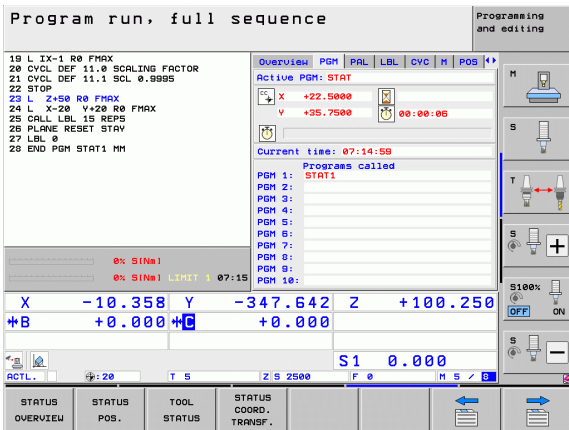 Program run, full sequence
Programming and editing
19 L IX-1 R0 FMAX
20 CYCL DEF 11.0 SCALING FACTOR
21 CYCL DEF 11.1 SCL 0.9995
22 STOP
23 L Z+50 R0 FMAX
24 L X-20 Y+20 R0 FMAX
25 CALL LBL 15 REP5
26 PLANE RESET STAY
27 LBL 0
28 END PGM STAT1 MM
0% S[Nm]
0% S[Nm] LIMIT 1 07:15
Overview PGM PAL LBL CYC M POS
Active PGM: STAT
CC X +22.5000
Y +35.7500 00:00:06
Current time: 07:14:59
Programs called
PGM 1: STAT1
PGM 2:
PGM 3:
PGM 4:
PGM 5:
PGM 6:
PGM 7:
PGM 8:
PGM 9:
PGM 10:
X -10.358 Y -347.642 Z +100.250
B +0.000 C +0.000
S1 0.000
ACTL. : 20 T 5 Z S 2500 F 0 M 5 / 8
M
S
T
S +
S100%
OFF ON
S -
STATUS OVERVIEW
STATUS POS.
TOOL STATUS
STATUS COORD. TRANSF.